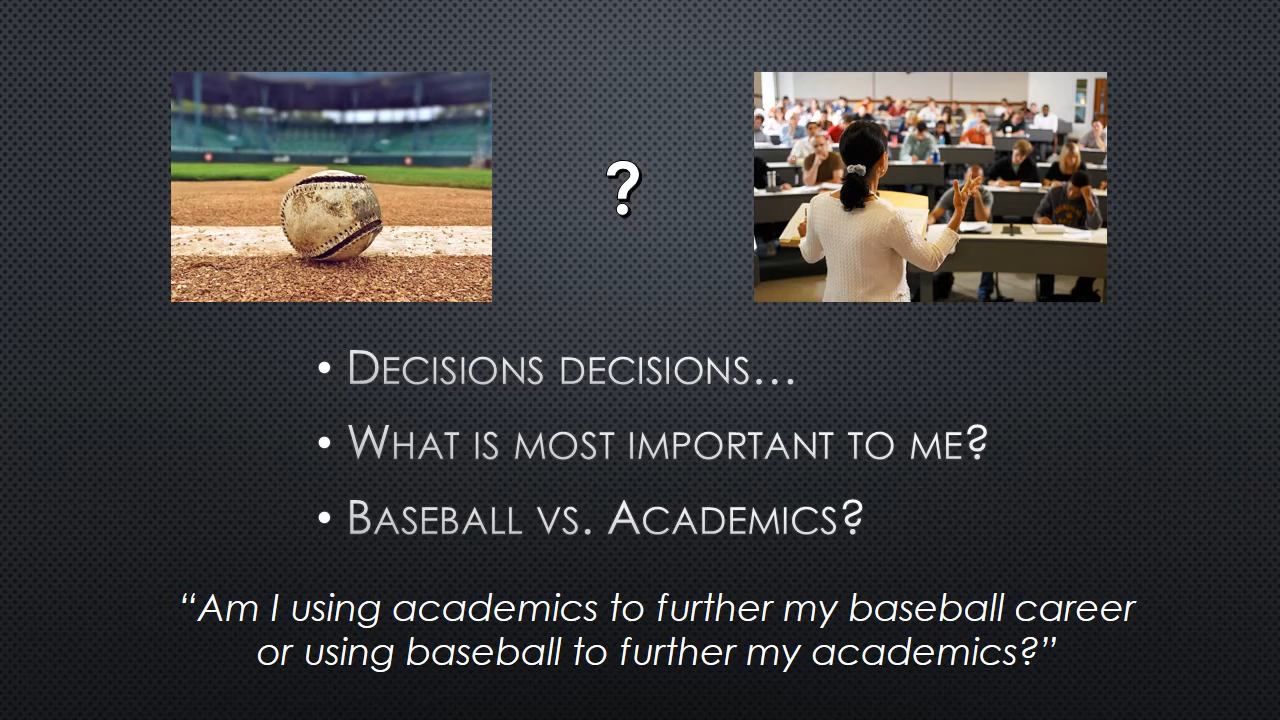 ?
• Decisions decisions…
• What is most important to me?
• Baseball vs. Academics?
“Am I using academics to further my baseball career
or using baseball to further my academics?”